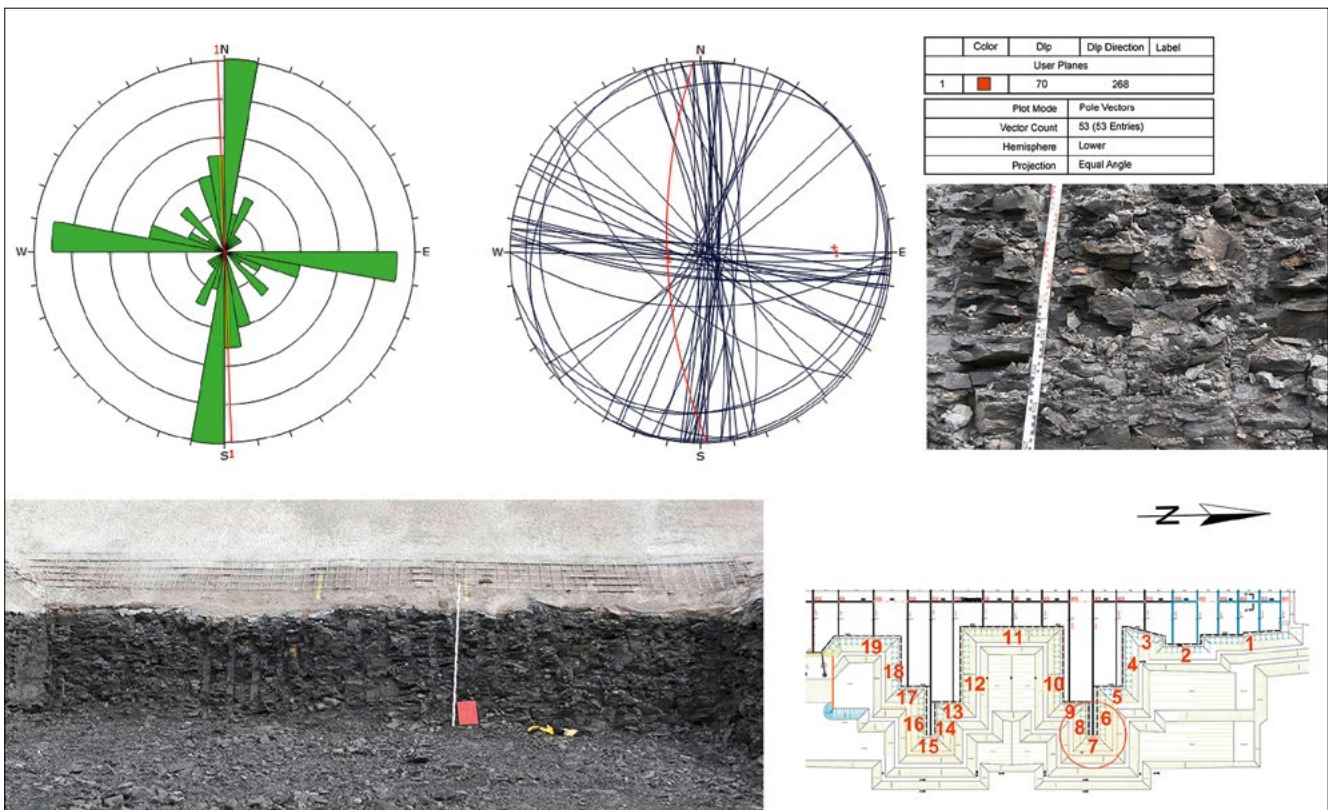 1N
W
E
S1
N
W
E
S
1
Color Dip Dip Direction Label
User Planes
1 70 268
Plot Mode Pole Vectors
Vector Count 53 (53 Entries)
Hemisphere Lower
Projection Equal Angle
N
11
19
3
1
2
18
4
12
10
17
5
13
9
16
14
8
6
15
7